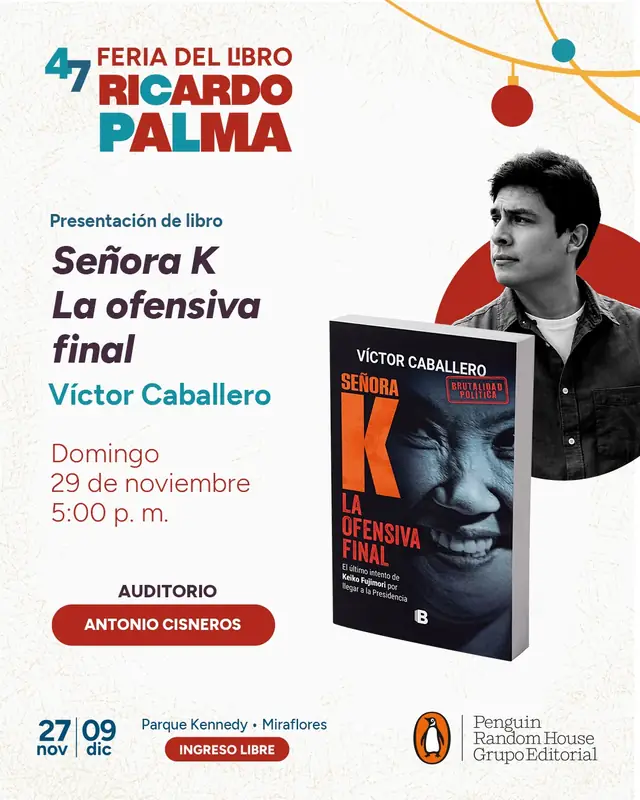 47 FERIA DEL LIBRO
RICARDO
PALMA
Presentación de libro
Señora K
La ofensiva
final
Víctor Caballero
Domingo
29 de noviembre
5:00 p. m.
AUDITORIO
ANTONIO CISNEROS
VÍCTOR CABALLERO
SEÑORA
K
BRUTALIDAD
POLÍTICA
LA
OFENSIVA
FINAL
El último intento de
Keiko Fujimori por
llegar a la Presidencia
B
27 nov
09 dic
Parque Kennedy • Miraflores
INGRESO LIBRE
Penguin
Random House
Grupo Editorial